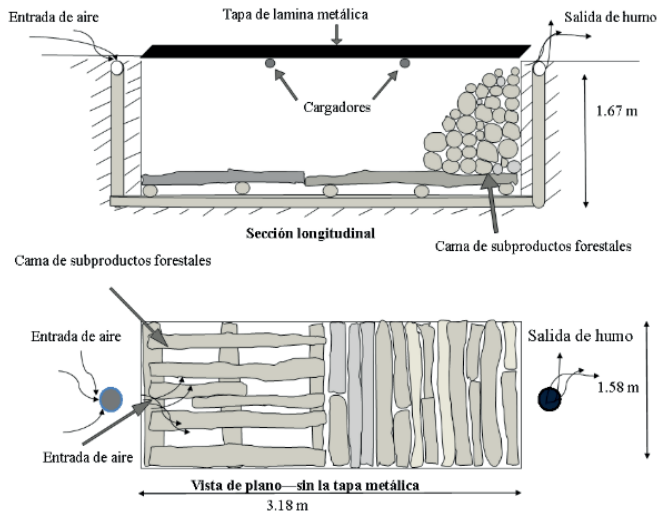 Entrada de aire
Tapa de lamina metálica
Salida de humo
Cargadores
1.67 m
Sección longitudinal
Cama de subproductos forestales
Cama de subproductos forestales
Entrada de aire
Salida de humo
1.58 m
Entrada de aire
Vista de plano—sin la tapa metálica
3.18 m